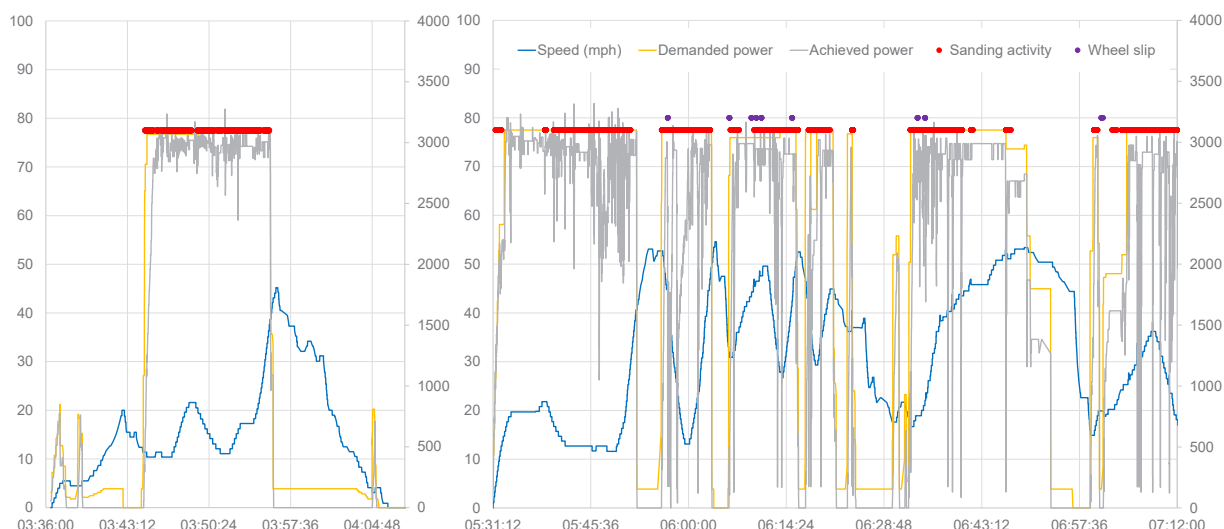 100 4000 100 4000
90 3500 90 Speed (mph) Demanded power Achieved power Sanding activity Wheel slip 3500
80 3000 80 3000
70 70
60 2500 60 2500
50 2000 50 2000
40 1500 40 1500
30 30
20 1000 20 1000
10 500 10 500
0 0 0 0
03:36:00 03:43:12 03:50:24 03:57:36 04:04:48 05:31:12 05:45:36 06:00:00 06:14:24 06:28:48 06:43:12 06:57:36 07:12:00